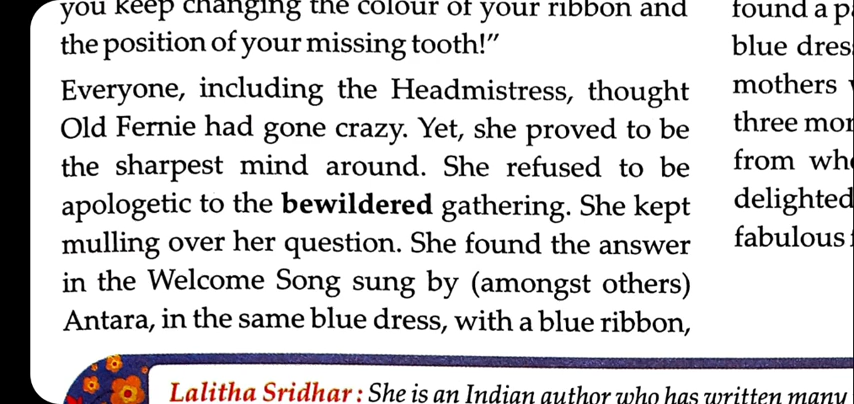 you keep changing the colour of your ribbon and
the position of your missing tooth!”
Everyone, including the Headmistress, thought
Old Fernie had gone crazy. Yet, she proved to be
the sharpest mind around. She refused to be
apologetic to the bewildered gathering. She kept
mulling over her question. She found the answer
in the Welcome Song sung by (amongst others)
Antara, in the same blue dress, with a blue ribbon,
found a
blue
mothers
three
from
delighted
fabulous
Lalitha Sridhar : She is an Indian author who has written many